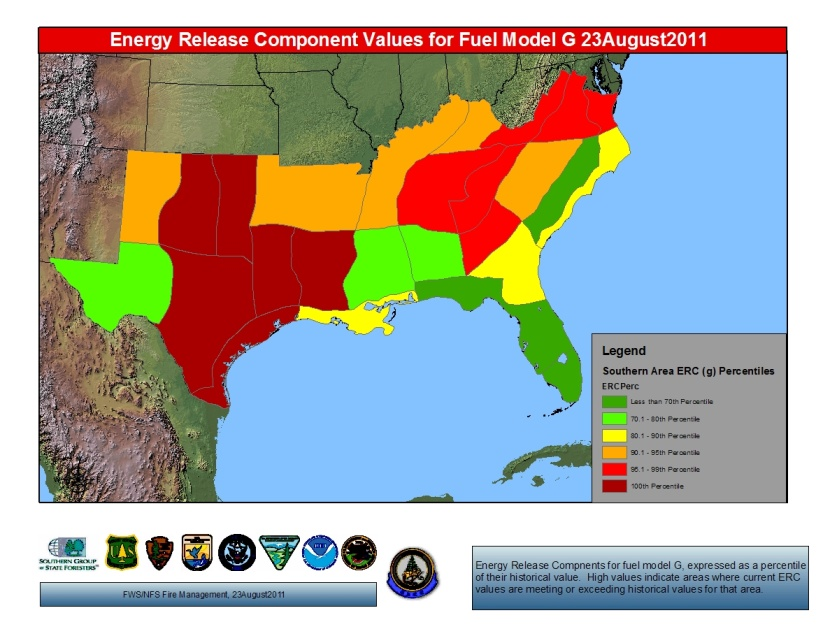 Energy Release Component Values for Fuel Model G 23August2011
Legend
Southern Area ERC (g) Percentiles
ERCPerc
Less than 70th Percentile
70.1 - 80th Percentile
80.1 - 90th Percentile
90.1 - 95th Percentile
95.1 - 99th Percentile
100th Percentile
SOUTHERN GROUP
OF STATE FORESTERS
FWS/NFS Fire Management, 23August2011
Energy Release Compnents for fuel model G, expressed as a percentile
of their historical value. High values indicate areas where current ERC
values are meeting or exceeding historical values for that area.